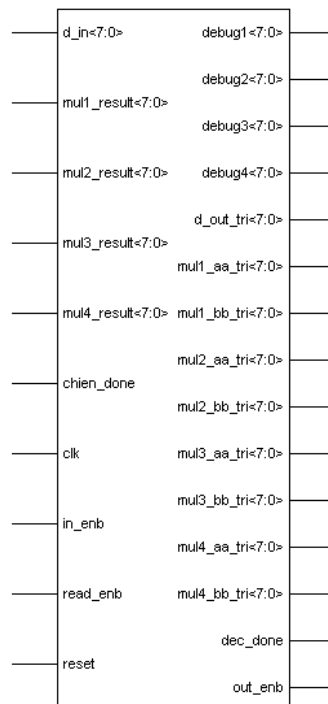 d_in<7:0>
mul1_result<7:0>
mul2_result<7:0>
mul3_result<7:0>
mul4_result<7:0>
chien_done
clk
in_enb
read_enb
reset
debug1<7:0>
debug2<7:0>
debug3<7:0>
debug4<7:0>
d_out_tri<7:0>
mul1_aa_tri<7:0>
mul1_bb_tri<7:0>
mul2_aa_tri<7:0>
mul2_bb_tri<7:0>
mul3_aa_tri<7:0>
mul3_bb_tri<7:0>
mul4_aa_tri<7:0>
mul4_bb_tri<7:0>
dec_done
out_enb